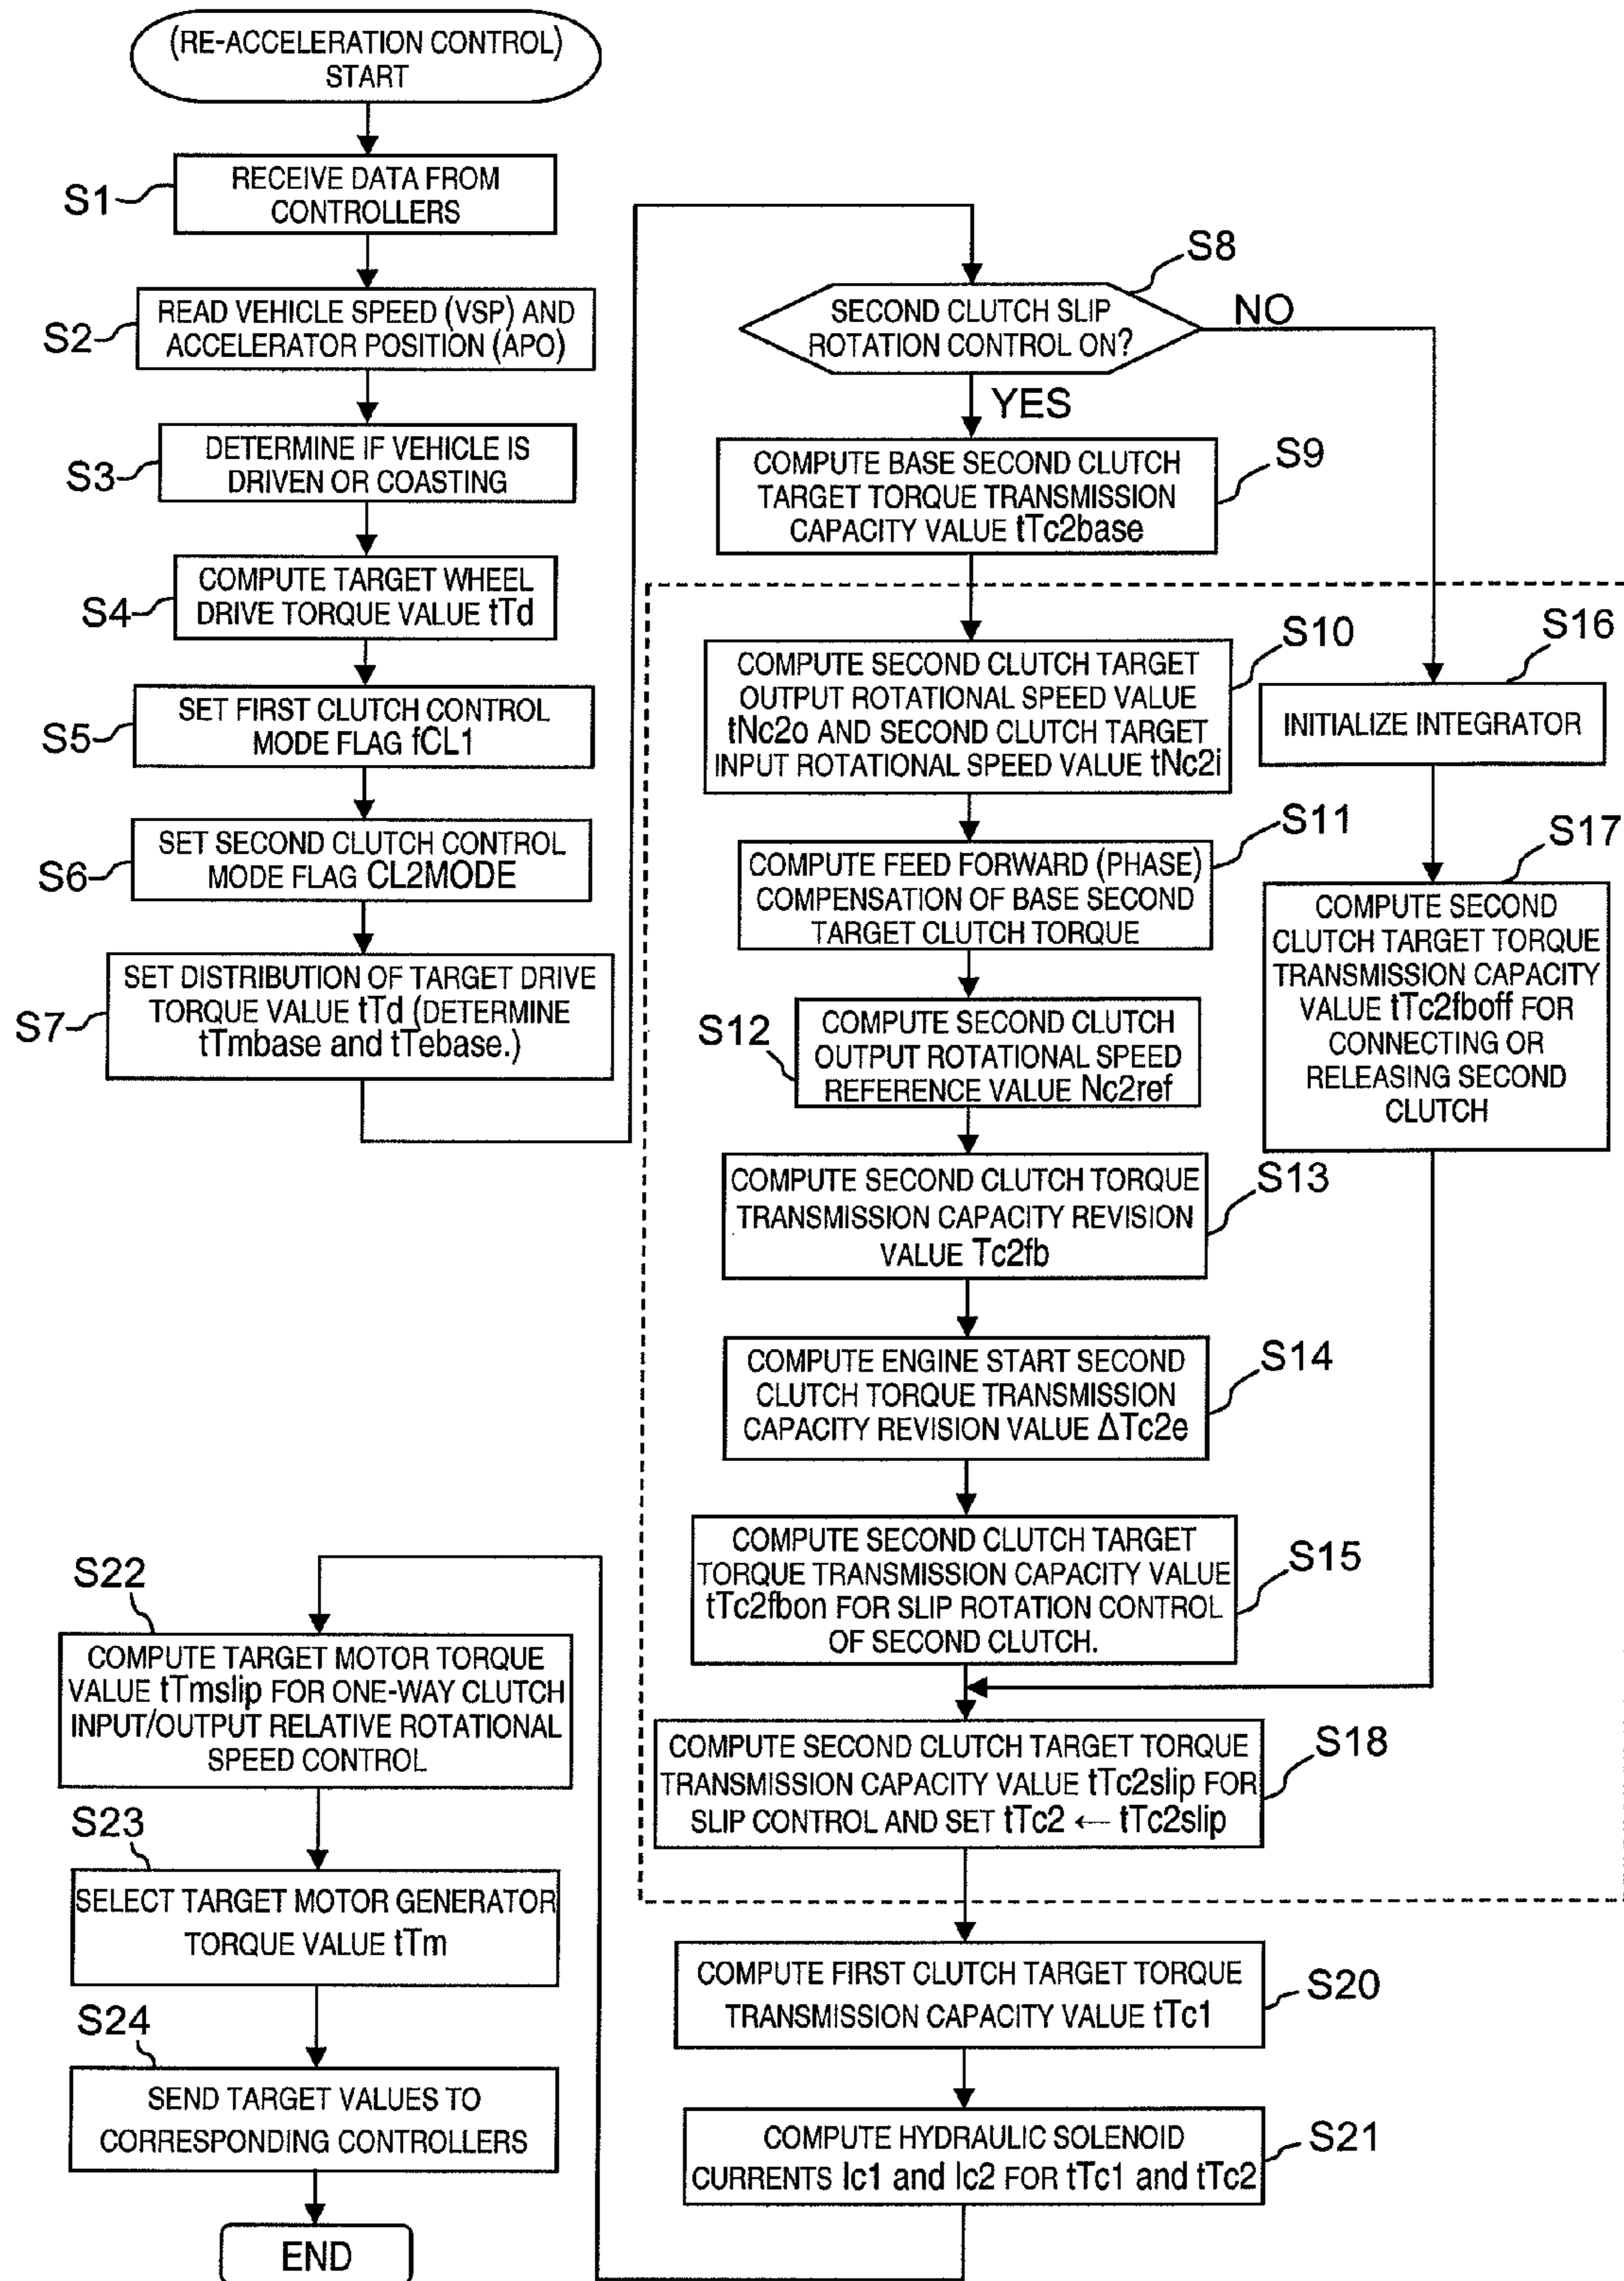 (RE-ACCELERATION CONTROL)
START
S1
RECEIVE DATA FROM
CONTROLLERS
S2
READ VEHICLE SPEED (VSP) AND
ACCELERATOR POSITION (APO)
S3
DETERMINE IF VEHICLE IS
DRIVEN OR COASTING
S4
COMPUTE TARGET WHEEL
DRIVE TORQUE VALUE tTd
S5
SET FIRST CLUTCH CONTROL
MODE FLAG fCL1
S6
SET SECOND CLUTCH CONTROL
MODE FLAG CL2MODE
S7
SET DISTRIBUTION OF TARGET DRIVE
TORQUE VALUE tTd (DETERMINE
tTmbase and tTebase.)
S8
SECOND CLUTCH SLIP
ROTATION CONTROL ON?
NO
YES
S9
COMPUTE BASE SECOND CLUTCH
TARGET TORQUE TRANSMISSION
CAPACITY VALUE tTc2base
S10
COMPUTE SECOND CLUTCH TARGET
OUTPUT ROTATIONAL SPEED VALUE
tNc2o AND SECOND CLUTCH TARGET
INPUT ROTATIONAL SPEED VALUE tNc2i
S11
COMPUTE FEED FORWARD (PHASE)
COMPENSATION OF BASE SECOND
TARGET CLUTCH TORQUE
S12
COMPUTE SECOND CLUTCH
OUTPUT ROTATIONAL SPEED
REFERENCE VALUE Nc2ref
S13
COMPUTE SECOND CLUTCH TORQUE
TRANSMISSION CAPACITY REVISION
VALUE Tc2fb
S14
COMPUTE ENGINE START SECOND
CLUTCH TORQUE TRANSMISSION
CAPACITY REVISION VALUE ΔTc2e
S15
COMPUTE SECOND CLUTCH TARGET
TORQUE TRANSMISSION CAPACITY VALUE
tTc2fbon FOR SLIP ROTATION CONTROL
OF SECOND CLUTCH.
S16
INITIALIZE INTEGRATOR
S17
COMPUTE SECOND
CLUTCH TARGET TORQUE
TRANSMISSION CAPACITY
VALUE tTc2fboff FOR
CONNECTING OR
RELEASING SECOND
CLUTCH
S18
COMPUTE SECOND CLUTCH TARGET TORQUE
TRANSMISSION CAPACITY VALUE tTc2slip FOR
SLIP CONTROL AND SET tTc2 ← tTc2slip
S20
COMPUTE FIRST CLUTCH TARGET TORQUE
TRANSMISSION CAPACITY VALUE tTc1
S21
COMPUTE HYDRAULIC SOLENOID
CURRENTS Ic1 and Ic2 FOR tTc1 and tTc2
S22
COMPUTE TARGET MOTOR TORQUE
VALUE tTmslip FOR ONE-WAY CLUTCH
INPUT/OUTPUT RELATIVE ROTATIONAL
SPEED CONTROL
S23
SELECT TARGET MOTOR GENERATOR
TORQUE VALUE tTm
S24
SEND TARGET VALUES TO
CORRESPONDING CONTROLLERS
END